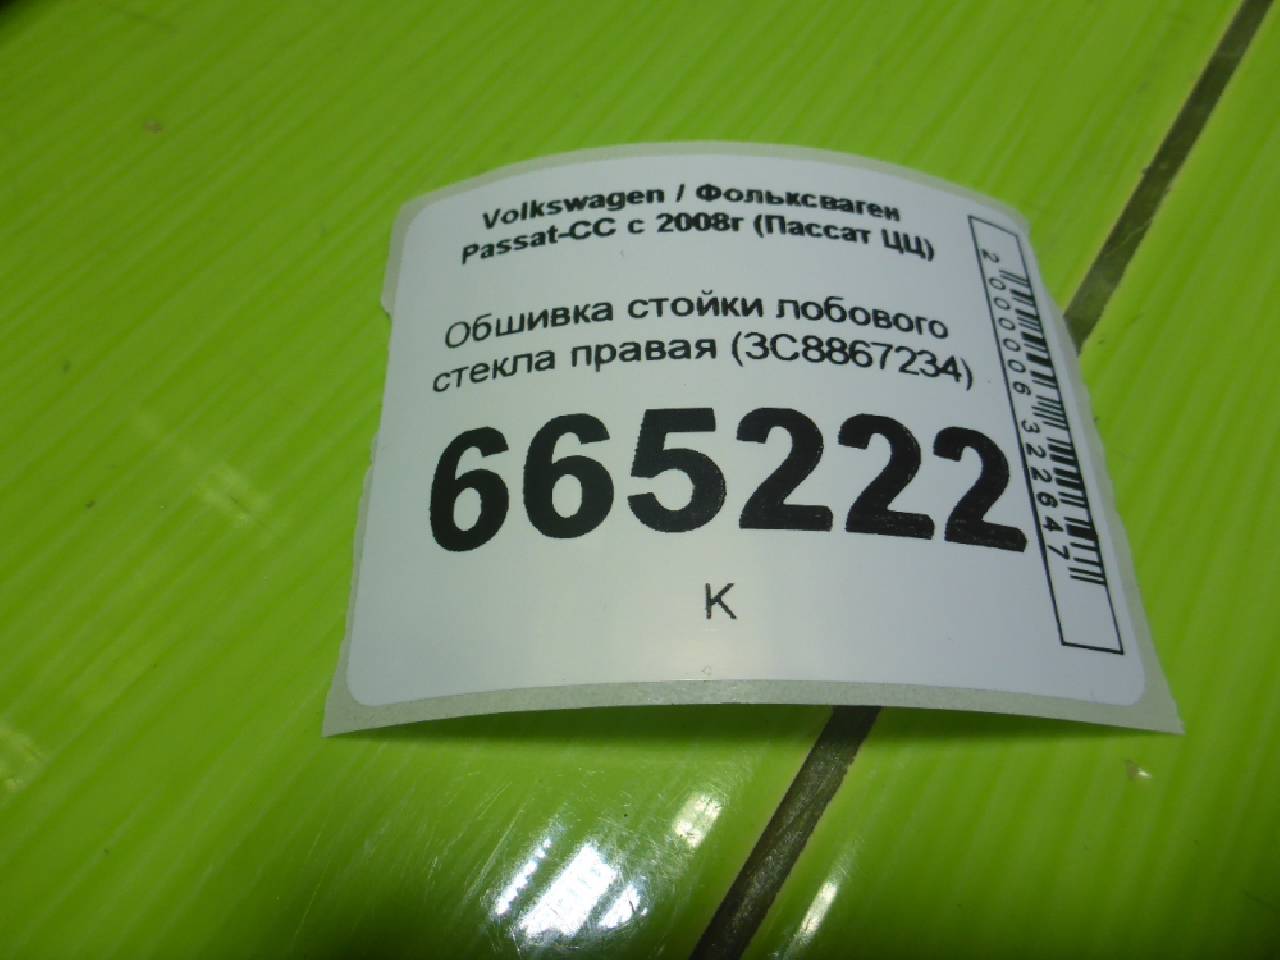 Volkswagen / Фольксваген
Passat-CC с 2008г (Пассат ЦЦ)
Обшивка стойки лобового
стекла правая (3C8867234)
665222
К
2000006322647